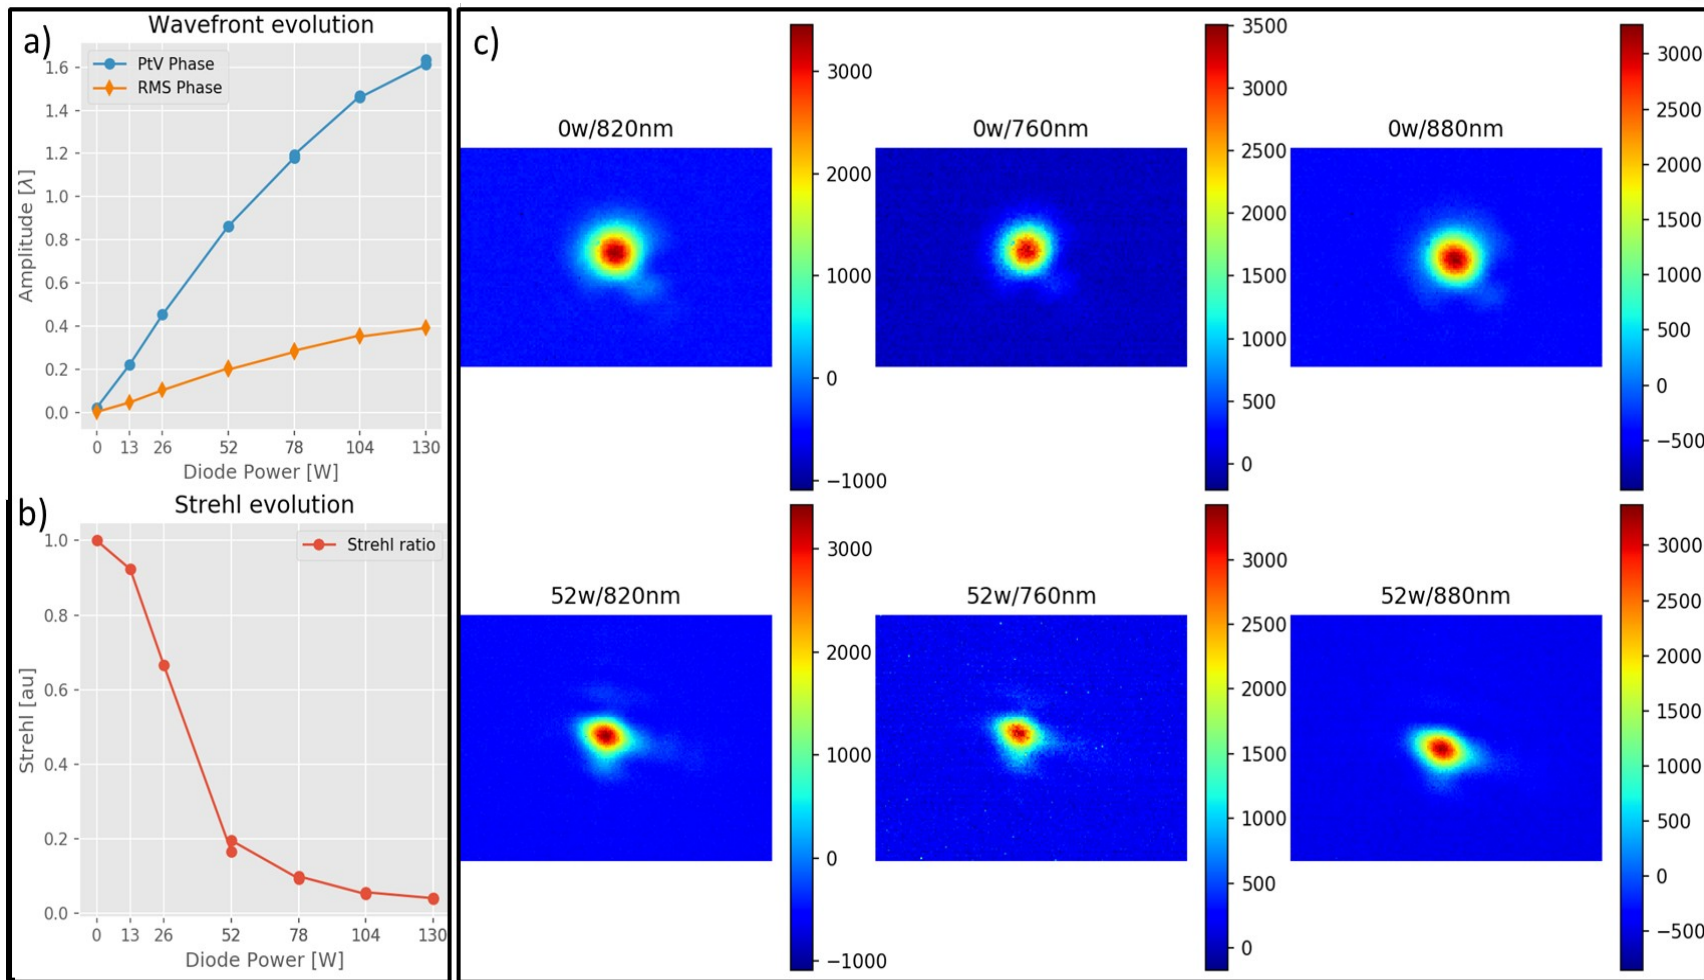 a)
Wavefront evolution
PtV Phase
RMS Phase
1.6
1.4
1.2
1.0
0.8
0.6
0.4
0.2
0.0
Amplitude [λ]
0 13 26 52 78 104 130
Diode Power [W]
b)
Strehl evolution
Strehl ratio
1.0
0.8
0.6
0.4
0.2
0.0
Strehl [au]
0 13 26 52 78 104 130
Diode Power [W]
c)
0w/820nm
3000
2000
1000
0
−1000
0w/760nm
3500
3000
2500
2000
1500
1000
500
0
0w/880nm
3000
2500
2000
1500
1000
500
0
−500
52w/820nm
3000
2000
1000
0
−1000
52w/760nm
3000
2500
2000
1500
1000
500
0
52w/880nm
3000
2500
2000
1500
1000
500
0
−500